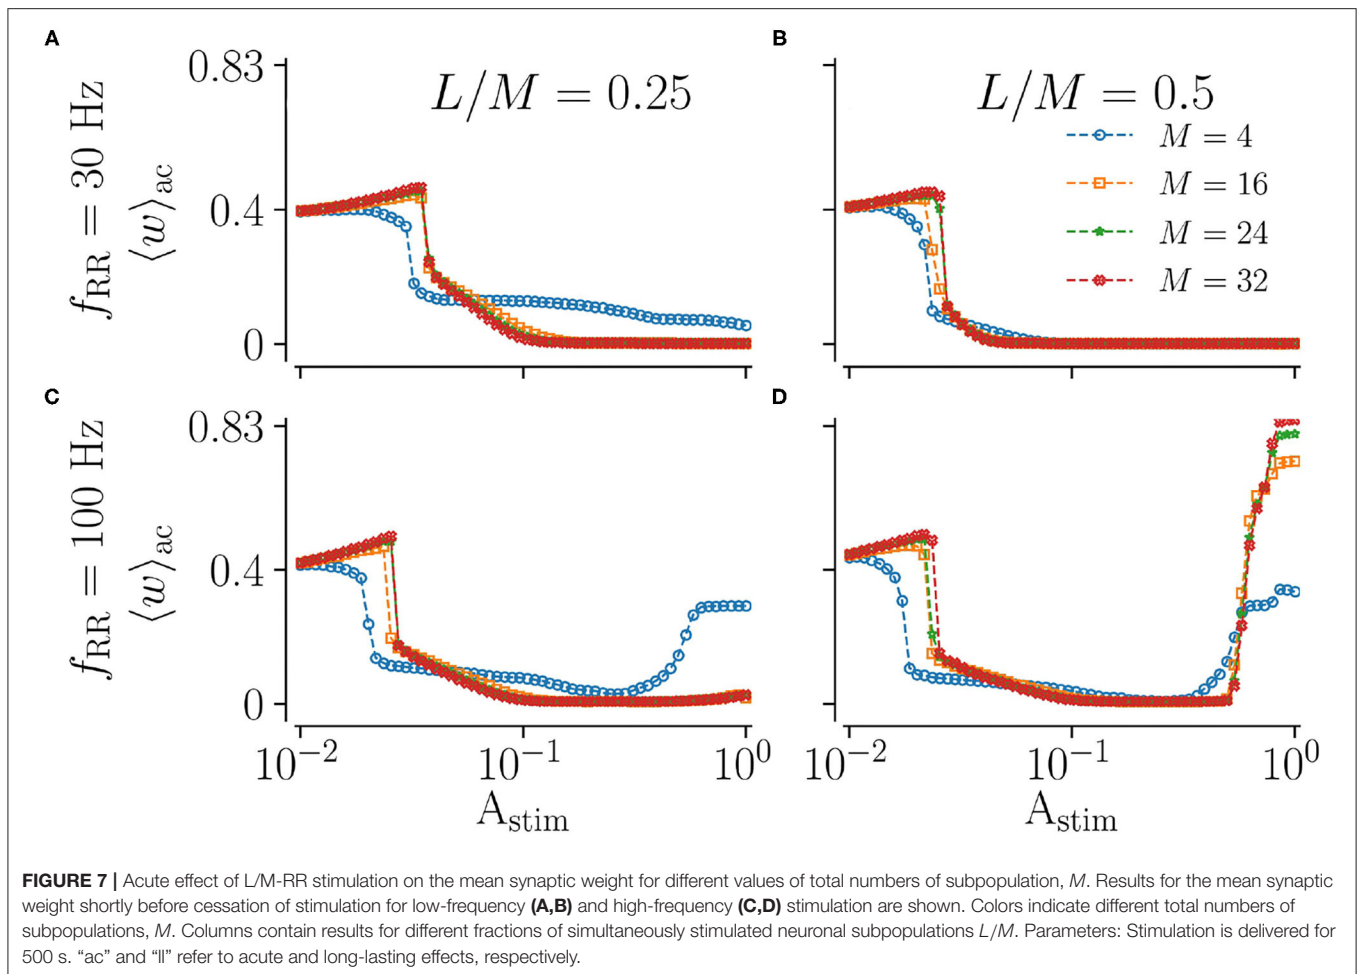 A
B
0.83
0.4
0
f_RR = 30 Hz
⟨w⟩_ac
L/M = 0.25
L/M = 0.5
M = 4
M = 16
M = 24
M = 32
C
D
0.83
0.4
0
f_RR = 100 Hz
⟨w⟩_ac
10⁻² 10⁻¹ 10⁰
10⁻² 10⁻¹ 10⁰
A_stim
A_stim
FIGURE 7 | Acute effect of L/M-RR stimulation on the mean synaptic weight for different values of total numbers of subpopulation, M. Results for the mean synaptic
weight shortly before cessation of stimulation for low-frequency (A,B) and high-frequency (C,D) stimulation are shown. Colors indicate different total numbers of
subpopulations, M. Columns contain results for different fractions of simultaneously stimulated neuronal subpopulations L/M. Parameters: Stimulation is delivered for
500 s. “ac” and “ll” refer to acute and long-lasting effects, respectively.